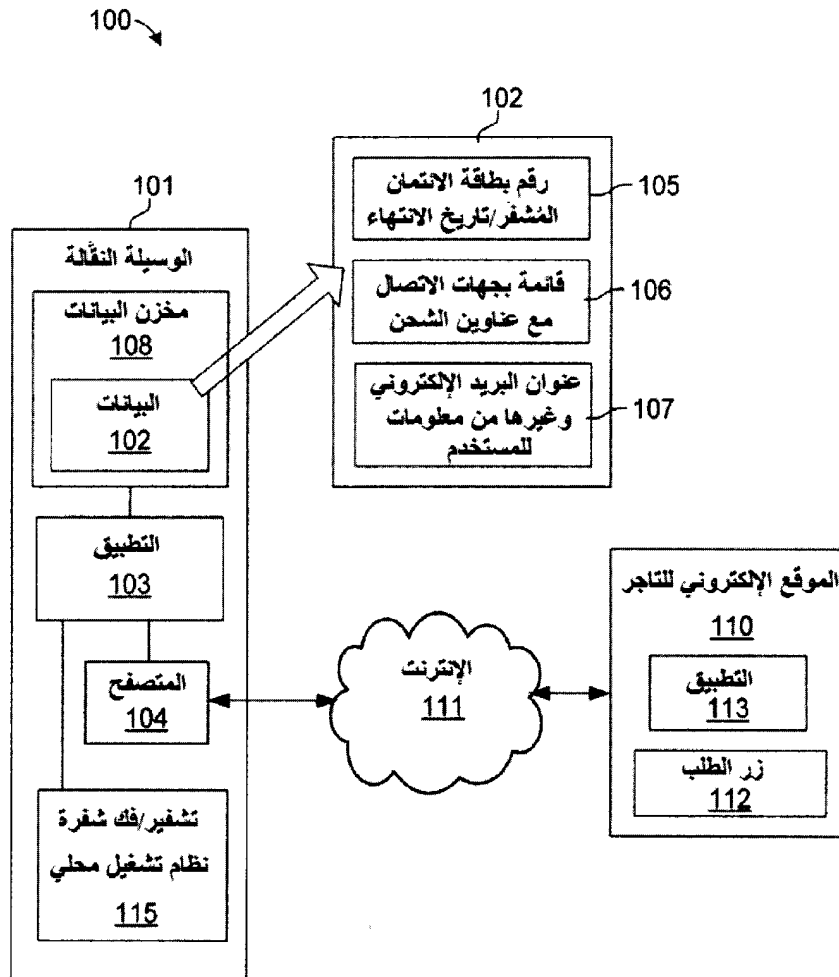 100
102
رقم بطاقة الائتمان
المُشفر/تاريخ الانتهاء
105
قائمة بجهات الاتصال
مع عناوين الشحن
106
عنوان البريد الإلكتروني
وغيرها من معلومات
للمستخدم
107
101
الوسيلة النقَّالة
مخزن البيانات
108
البيانات
102
التطبيق
103
المتصفح
104
تشفير/فك شفرة
نظام تشغيل محلي
115
الإنترنت
111
الموقع الإلكتروني للتاجر
110
التطبيق
113
زر الطلب
112